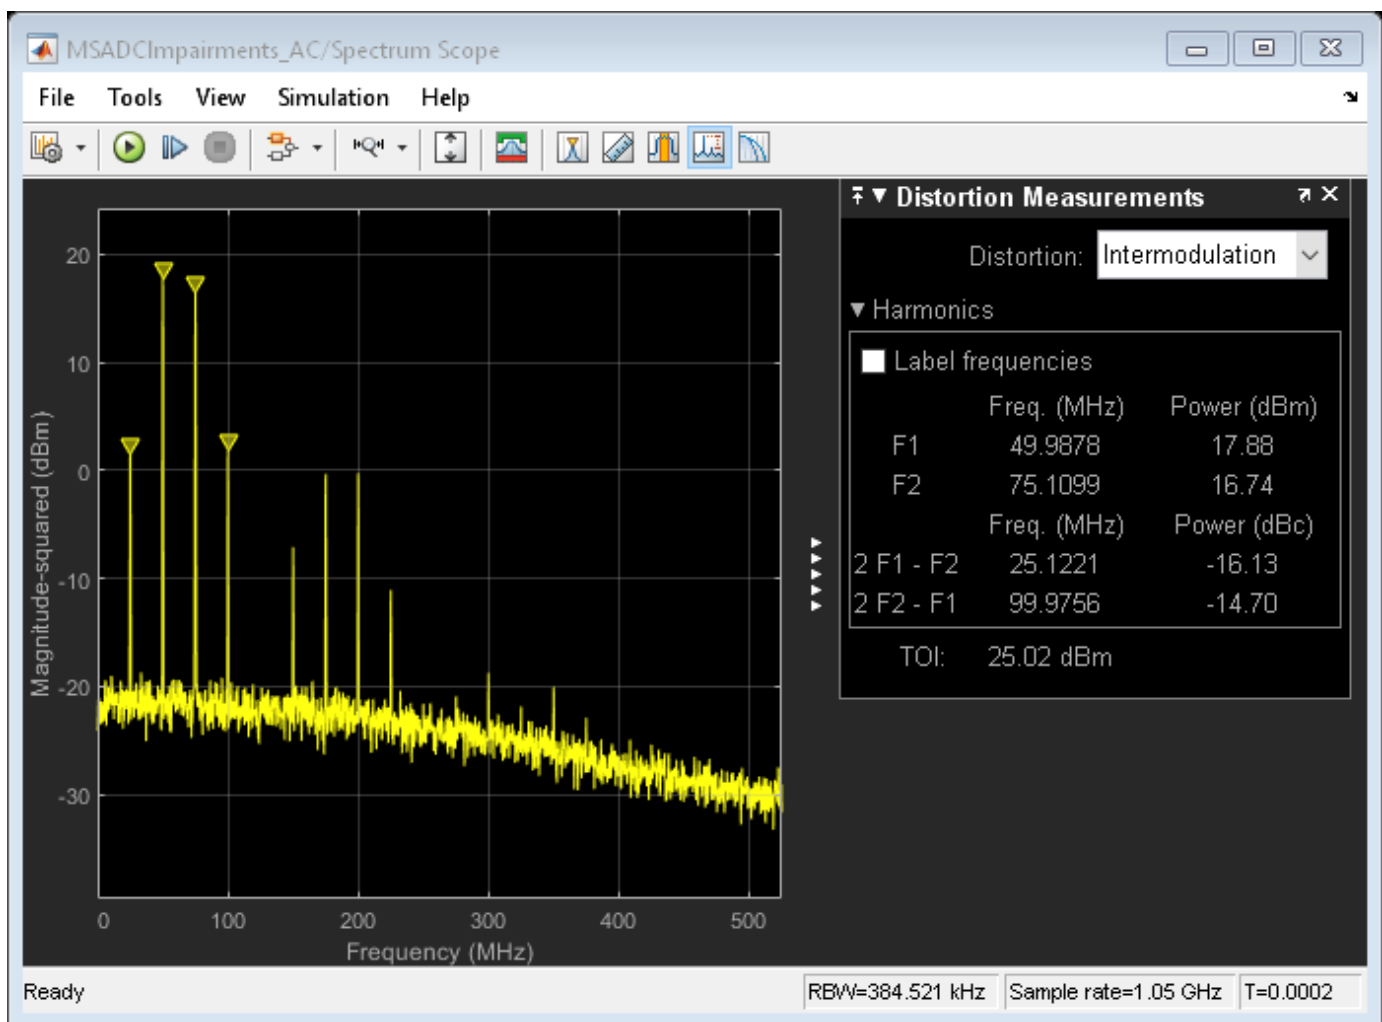 MSADCImpairments_AC/Spectrum Scope
File Tools View Simulation Help
Distortion Measurements
Distortion: Intermodulation
Harmonics
Label frequencies
Freq. (MHz) Power (dBm)
F1 49.9878 17.88
F2 75.1099 16.74
Freq. (MHz) Power (dBc)
2 F1 - F2 25.1221 -16.13
2 F2 - F1 99.9756 -14.70
TOI: 25.02 dBm
Magnitude-squared (dBm)
20
10
0
-10
-20
-30
0 100 200 300 400 500
Frequency (MHz)
Ready RBW=384.521 kHz Sample rate=1.05 GHz T=0.0002